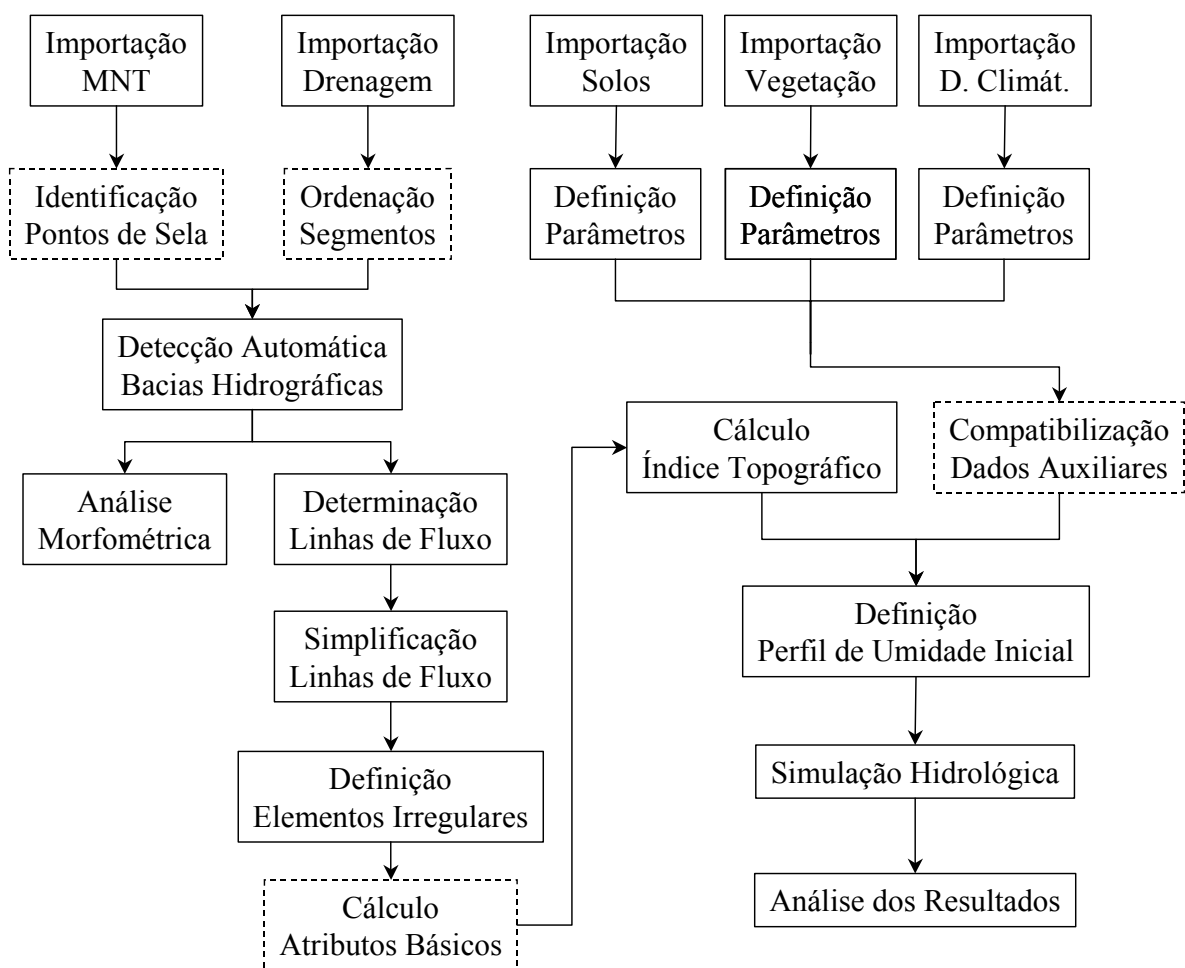 Importação
MNT
Importação
Drenagem
Importação
Solos
Importação
Vegetação
Importação
D. Climát.
Identificação
Pontos de Sela
Ordenação
Segmentos
Definição
Parâmetros
Definição
Parâmetros
Definição
Parâmetros
Detecção Automática
Bacias Hidrográficas
Cálculo
Índice Topográfico
Compatibilização
Dados Auxiliares
Análise
Morfométrica
Determinação
Linhas de Fluxo
Simplificação
Linhas de Fluxo
Definição
Perfil de Umidade Inicial
Definição
Elementos Irregulares
Simulação Hidrológica
Cálculo
Atributos Básicos
Análise dos Resultados